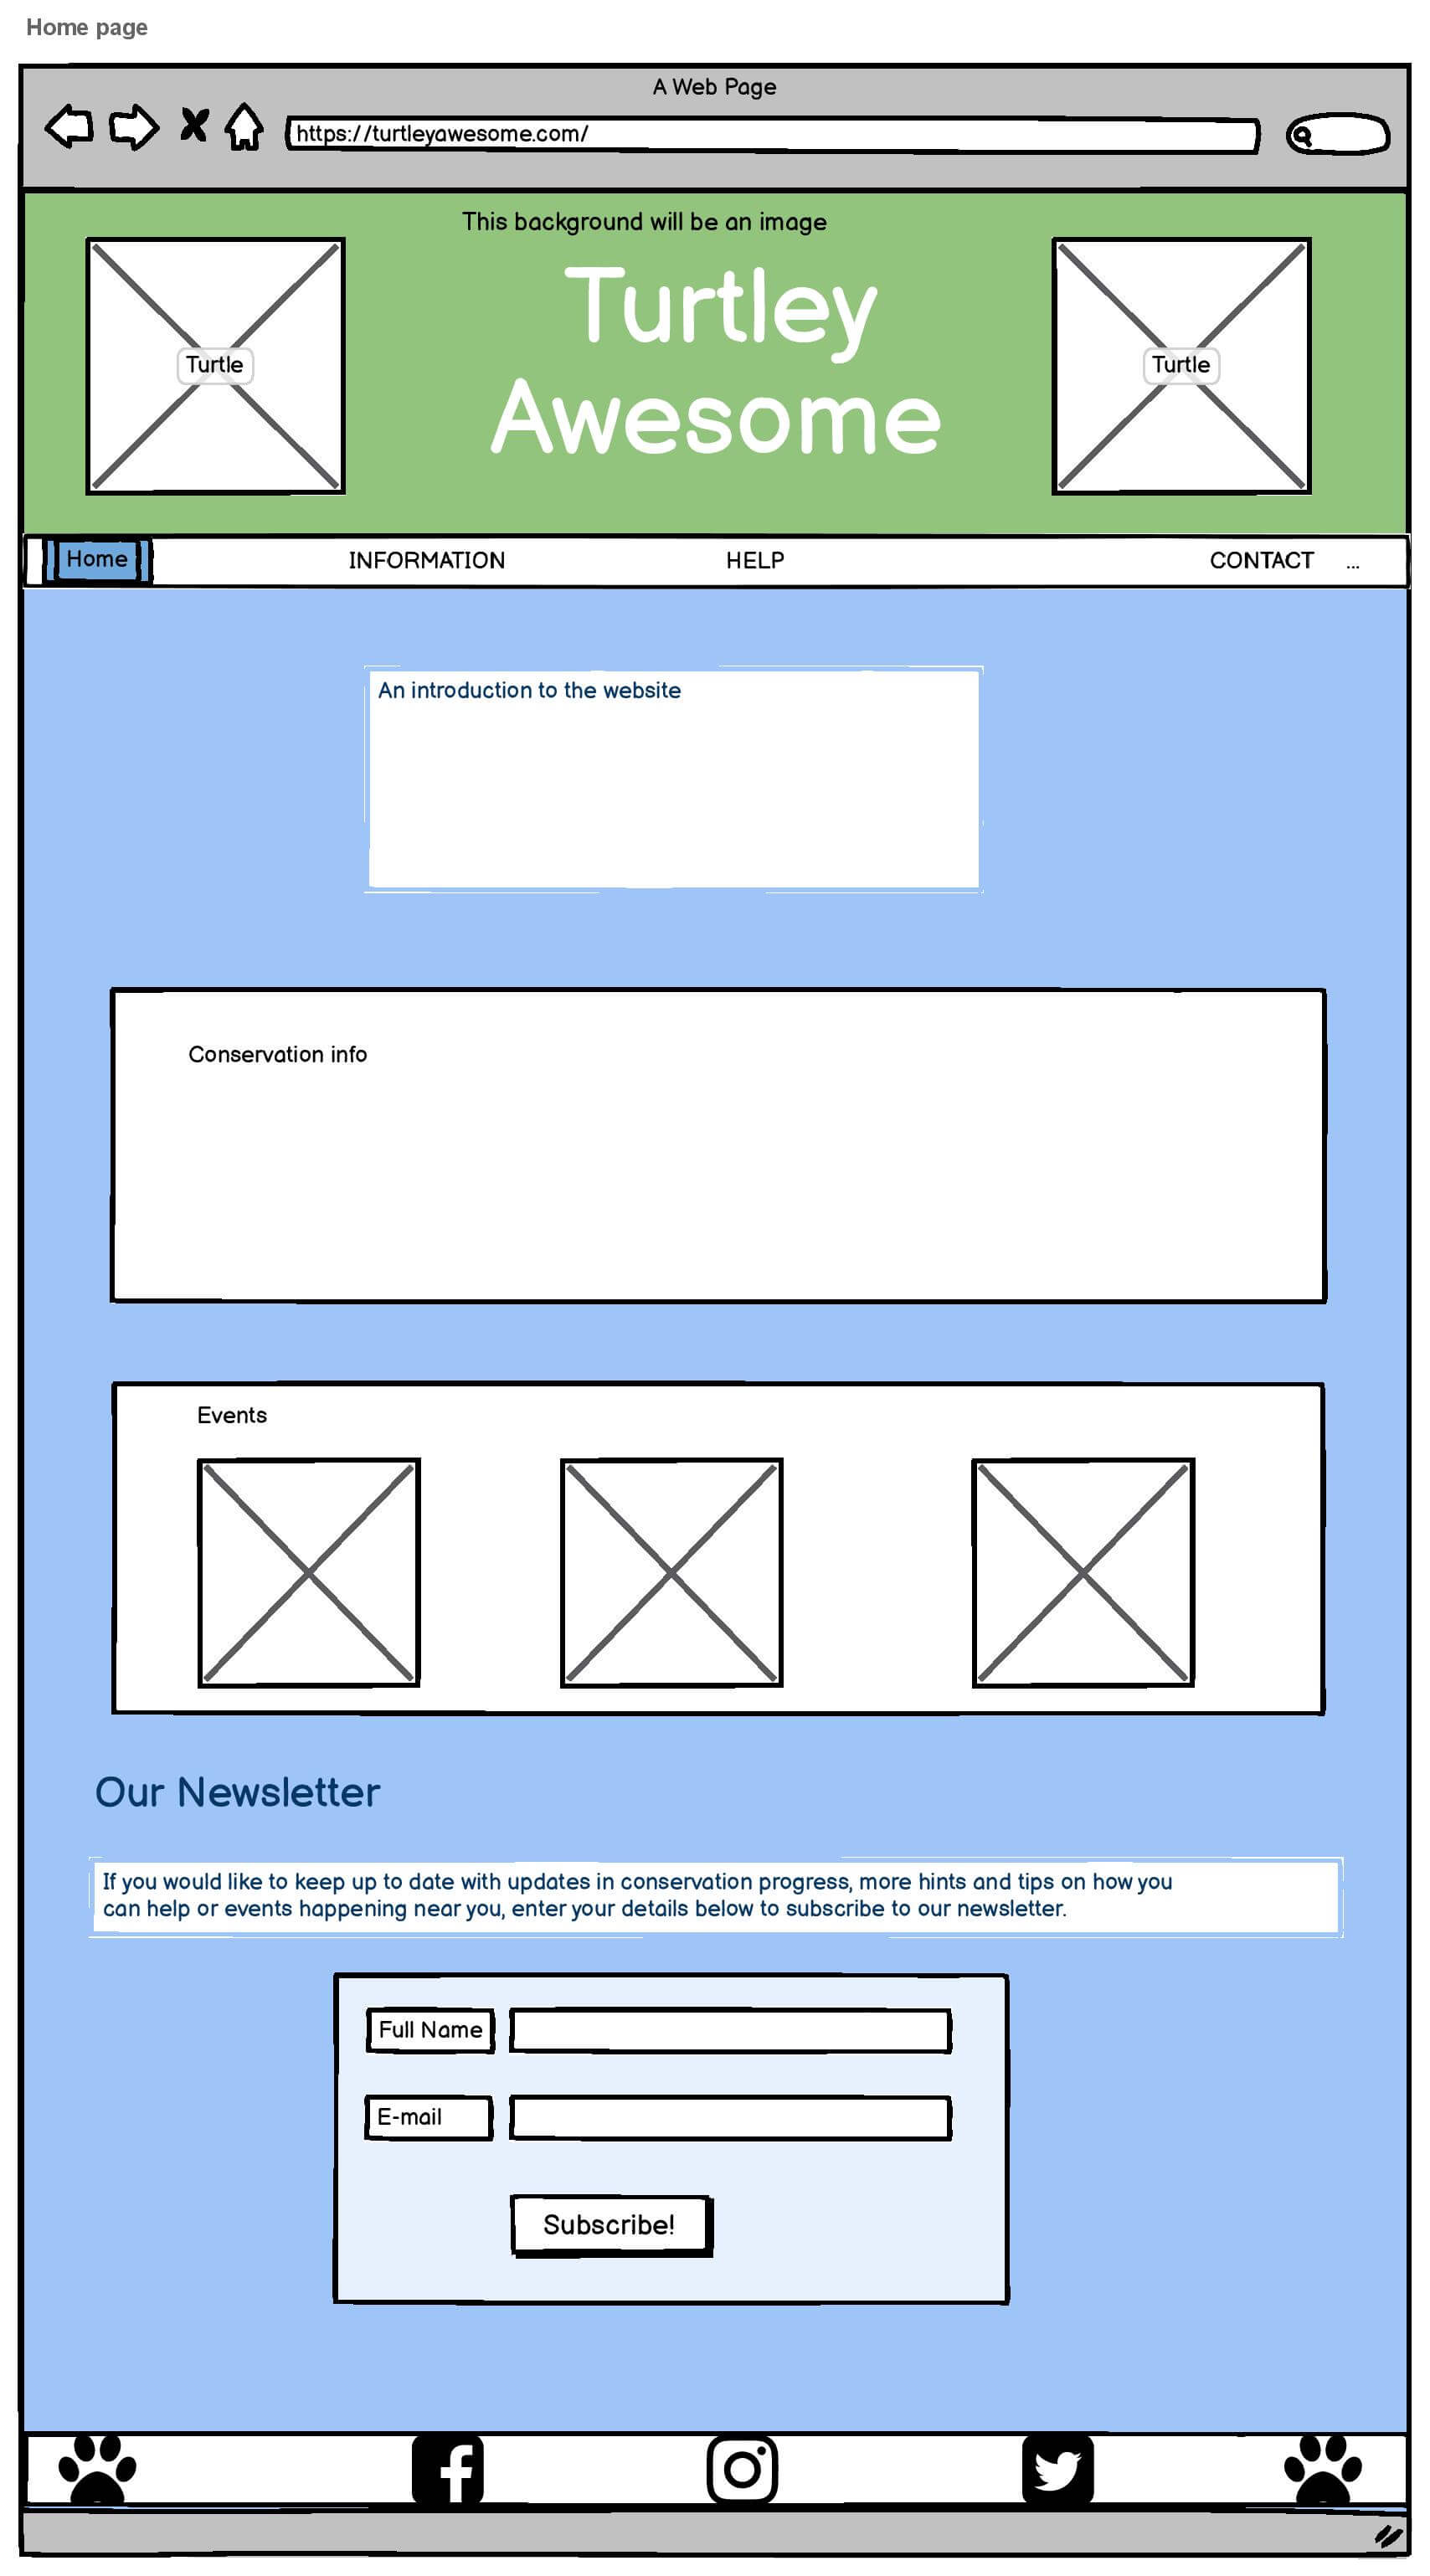 Home page
A Web Page
https://turtleyawesome.com/
This background will be an image
Turtley
Awesome
Turtle
Turtle
Home INFORMATION HELP CONTACT ...
An introduction to the website
Conservation info
Events
Our Newsletter
If you would like to keep up to date with updates in conservation progress, more hints and tips on how you
can help or events happening near you, enter your details below to subscribe to our newsletter.
Full Name
E-mail
Subscribe!